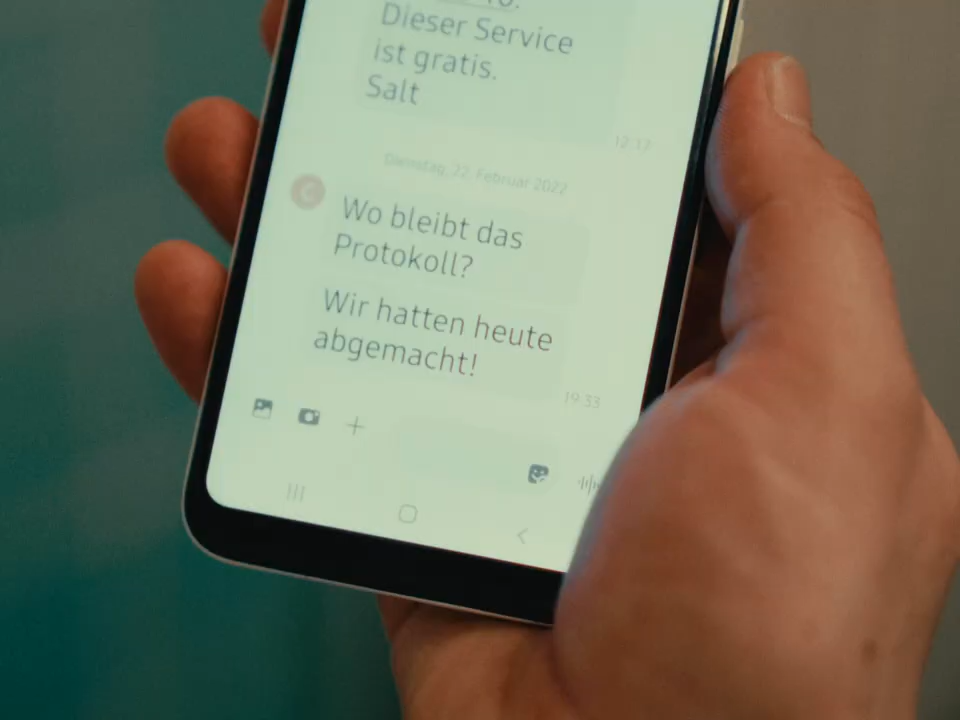 Dieser Service
ist gratis.
Salt
12:17
Dienstag, 22. Februar 2022
C
Wo bleibt das
Protokoll?
Wir hatten heute
abgemacht!
19:33